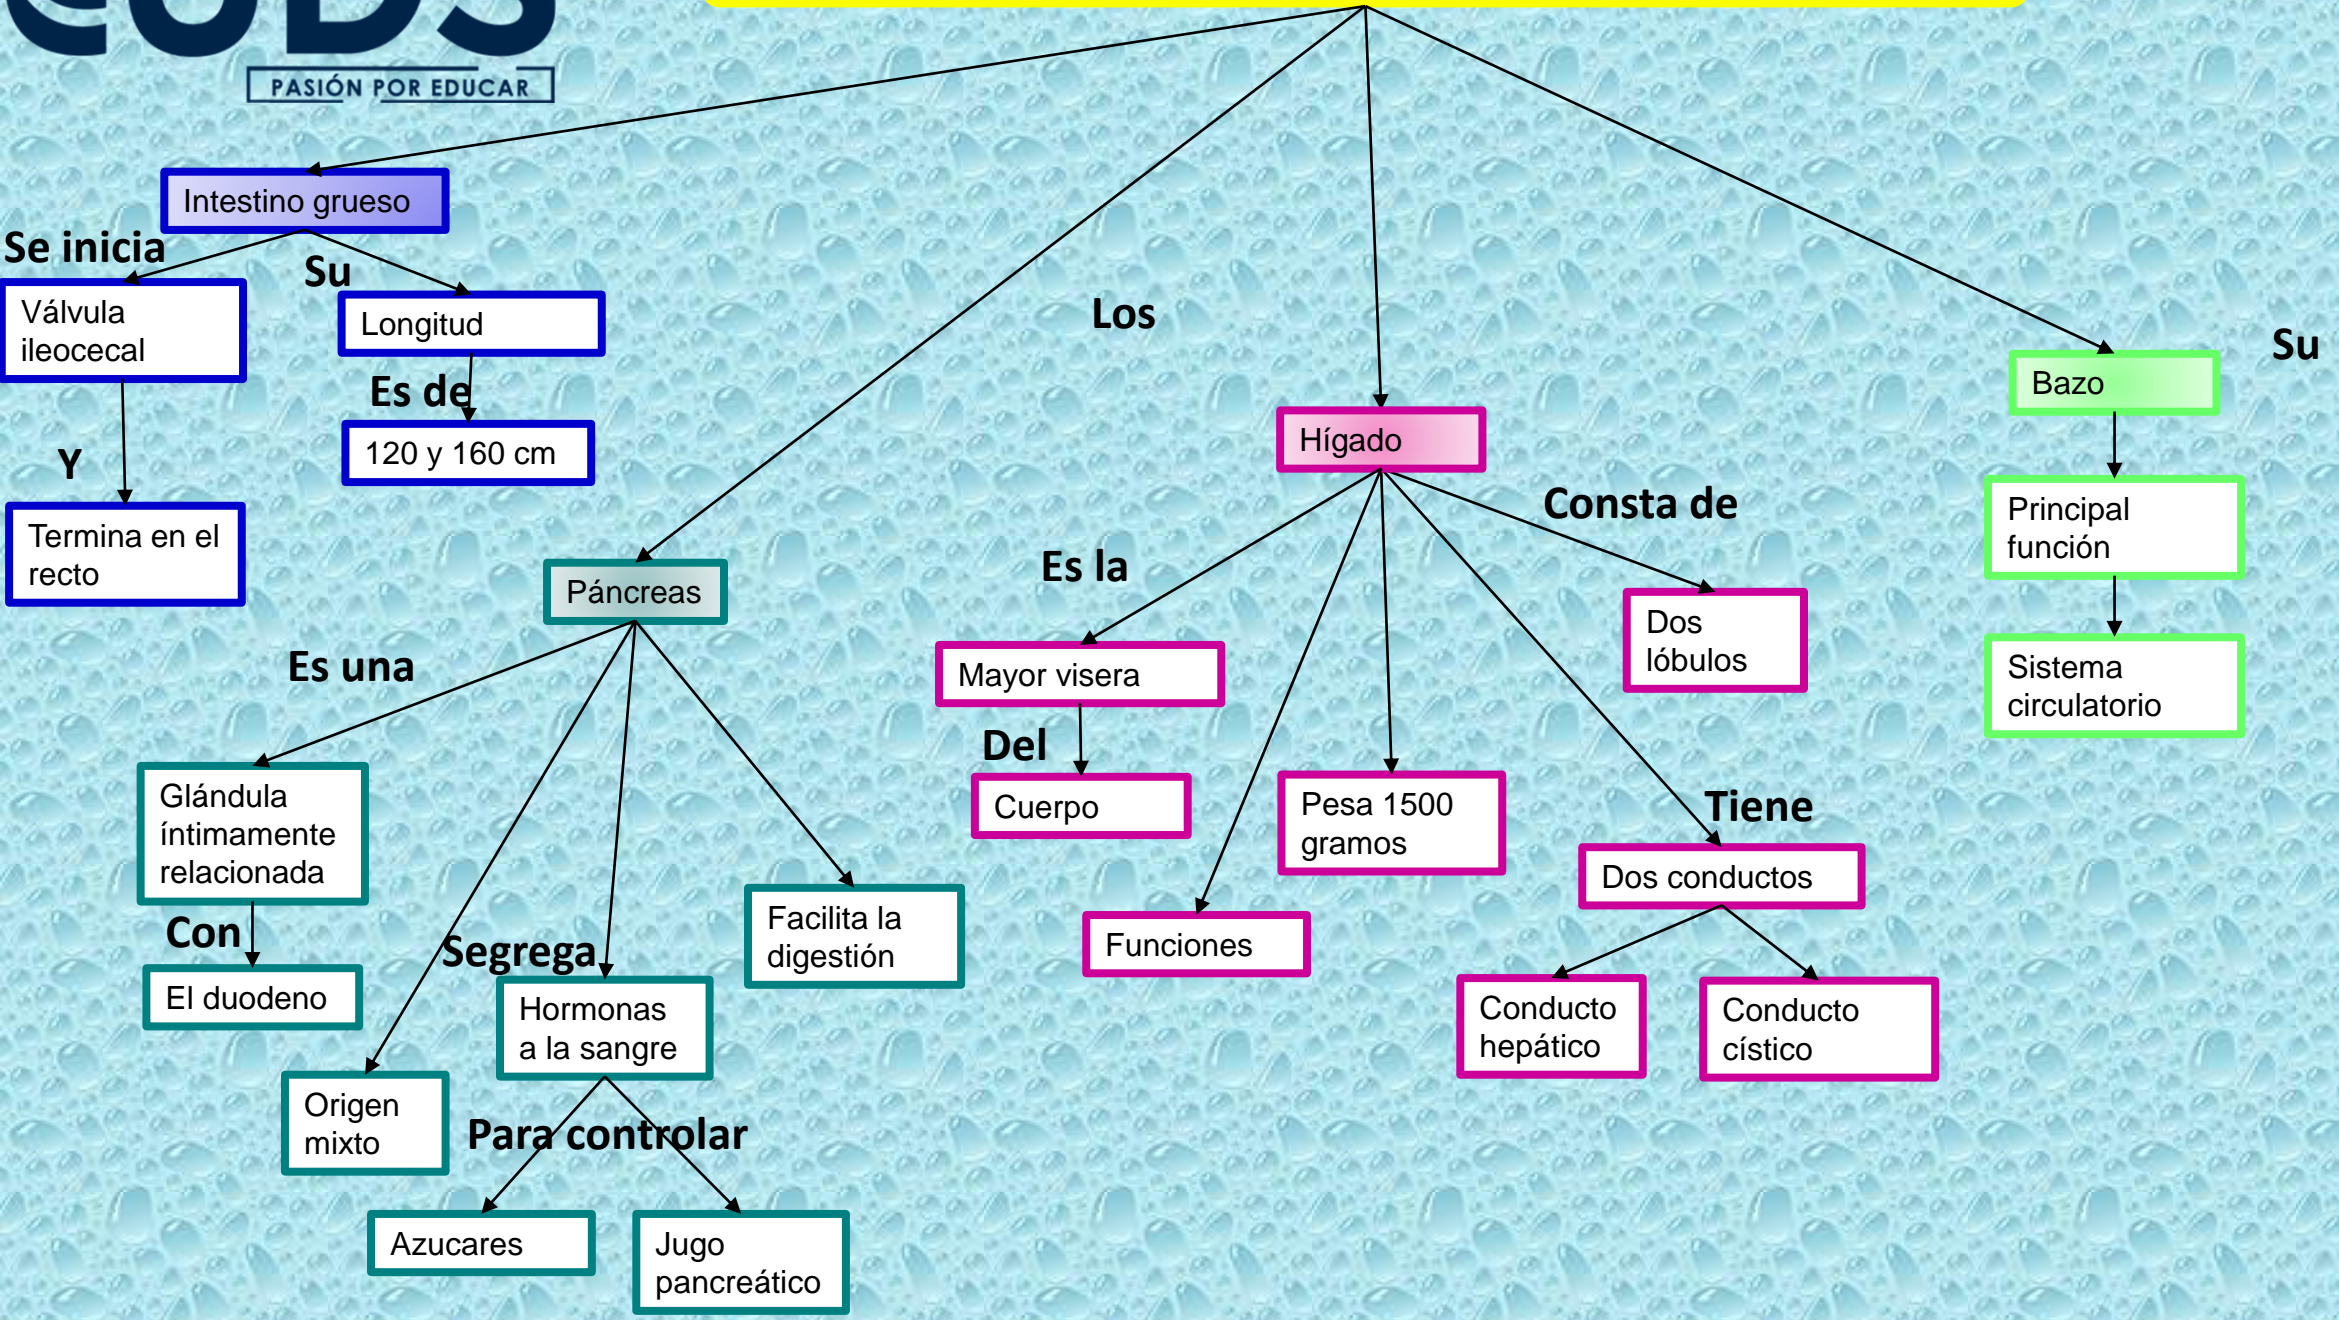 PASIÓN POR EDUCAR
Intestino grueso
Se inicia
Su
Válvula
ileocecal
Longitud
Es de
120 y 160 cm
Y
Termina en el
recto
Los
Su
Bazo
Principal
función
Sistema
circulatorio
Hígado
Consta de
Dos
lóbulos
Es la
Mayor visera
Del
Cuerpo
Funciones
Pesa 1500
gramos
Tiene
Dos conductos
Conducto
hepático
Conducto
cístico
Páncreas
Es una
Glándula
íntimamente
relacionada
Con
El duodeno
Origen
mixto
Segrega
Hormonas
a la sangre
Facilita la
digestión
Para controlar
Azucares
Jugo
pancreático